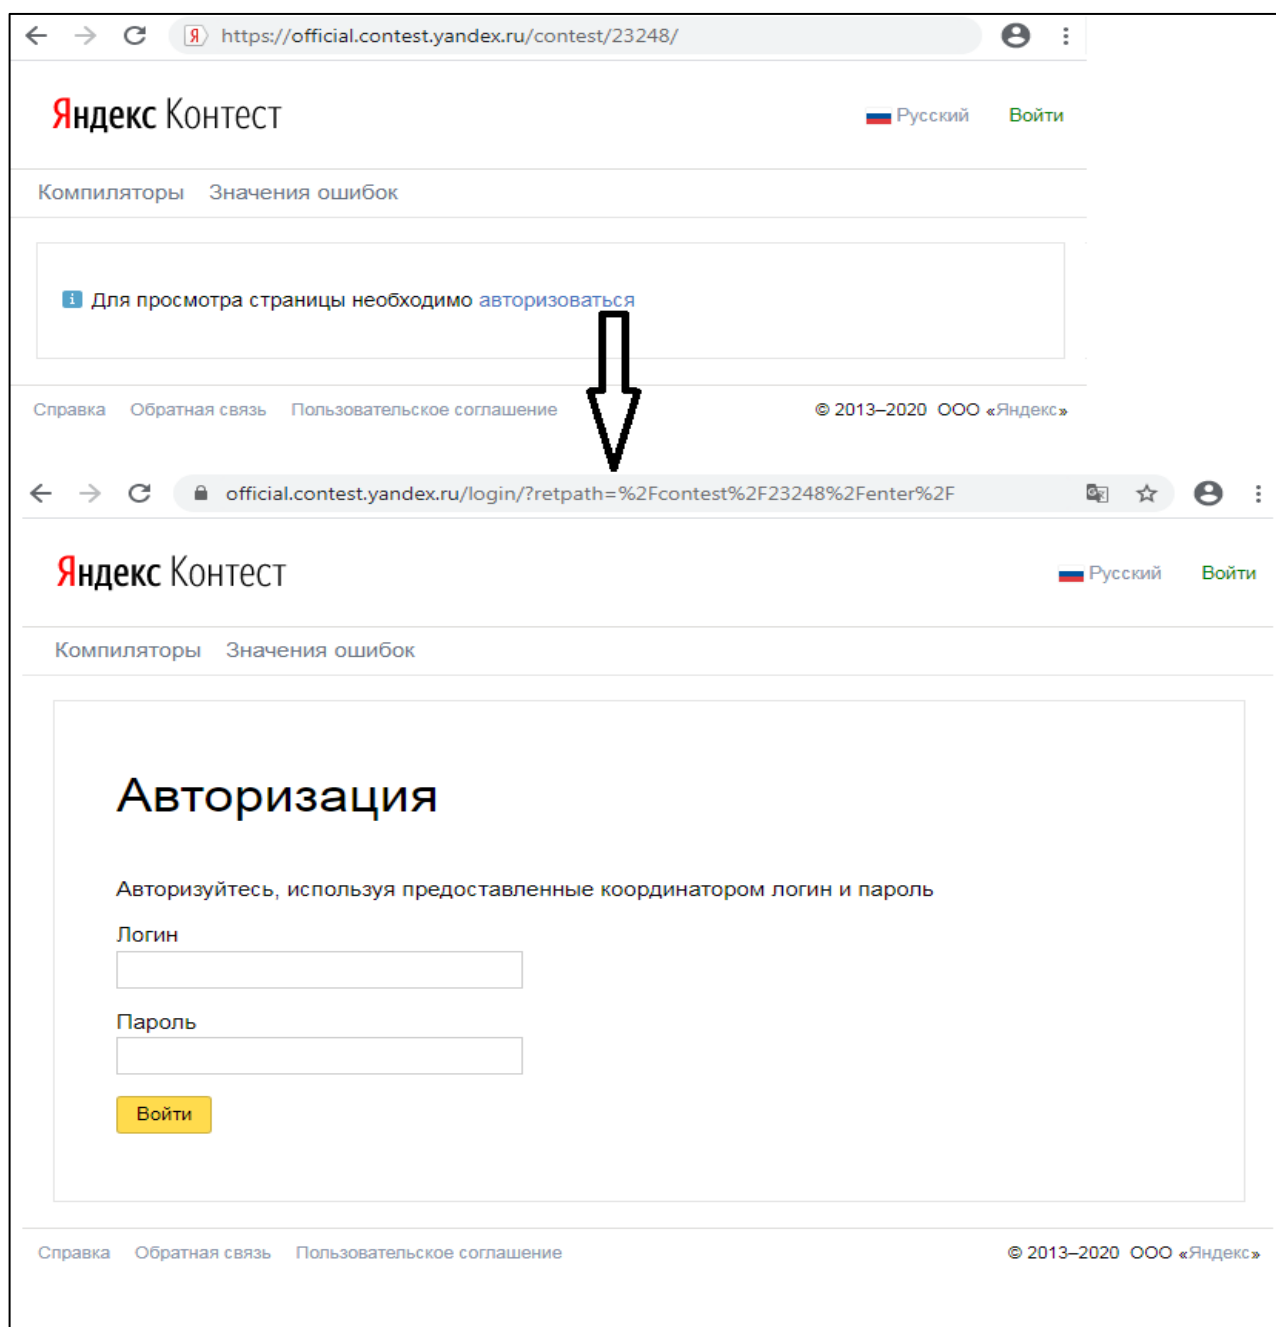 https://official.contest.yandex.ru/contest/23248/
Яндекс Контест
Русский Войти
Компиляторы Значения ошибок
Для просмотра страницы необходимо авторизоваться
Справка Обратная связь Пользовательское соглашение © 2013–2020 ООО «Яндекс»
official.contest.yandex.ru/login/?retpath=%2Fcontest%2F23248%2Fenter%2F
Яндекс Контест
Русский Войти
Компиляторы Значения ошибок
Авторизация
Авторизуйтесь, используя предоставленные координатором логин и пароль
Логин
Пароль
Войти
Справка Обратная связь Пользовательское соглашение © 2013–2020 ООО «Яндекс»